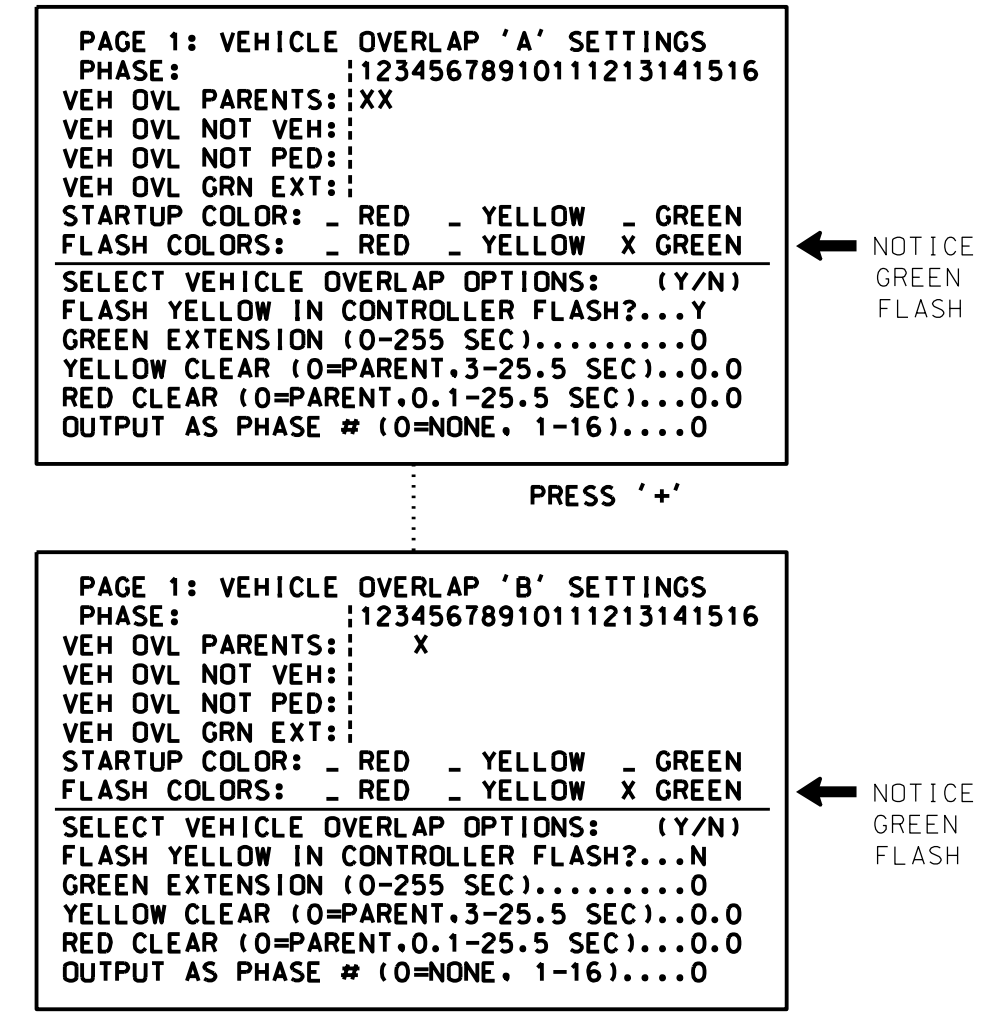 PAGE 1: VEHICLE OVERLAP 'A' SETTINGS
PHASE: ¦12345678910111213141516
VEH OVL PARENTS:¦XX
VEH OVL NOT VEH:¦
VEH OVL NOT PED:¦
VEH OVL GRN EXT:¦
STARTUP COLOR: _ RED _ YELLOW _ GREEN
FLASH COLORS: _ RED _ YELLOW X GREEN
NOTICE
GREEN
FLASH
SELECT VEHICLE OVERLAP OPTIONS: (Y/N)
FLASH YELLOW IN CONTROLLER FLASH?...Y
GREEN EXTENSION (0-255 SEC).........0
YELLOW CLEAR (0=PARENT,3-25.5 SEC)..0.0
RED CLEAR (0=PARENT,0.1-25.5 SEC)...0.0
OUTPUT AS PHASE # (0=NONE, 1-16)....0
PRESS '+'
PAGE 1: VEHICLE OVERLAP 'B' SETTINGS
PHASE: ¦12345678910111213141516
VEH OVL PARENTS:¦ X
VEH OVL NOT VEH:¦
VEH OVL NOT PED:¦
VEH OVL GRN EXT:¦
STARTUP COLOR: _ RED _ YELLOW _ GREEN
FLASH COLORS: _ RED _ YELLOW X GREEN
NOTICE
GREEN
FLASH
SELECT VEHICLE OVERLAP OPTIONS: (Y/N)
FLASH YELLOW IN CONTROLLER FLASH?...N
GREEN EXTENSION (0-255 SEC).........0
YELLOW CLEAR (0=PARENT,3-25.5 SEC)..0.0
RED CLEAR (0=PARENT,0.1-25.5 SEC)...0.0
OUTPUT AS PHASE # (0=NONE, 1-16)....0